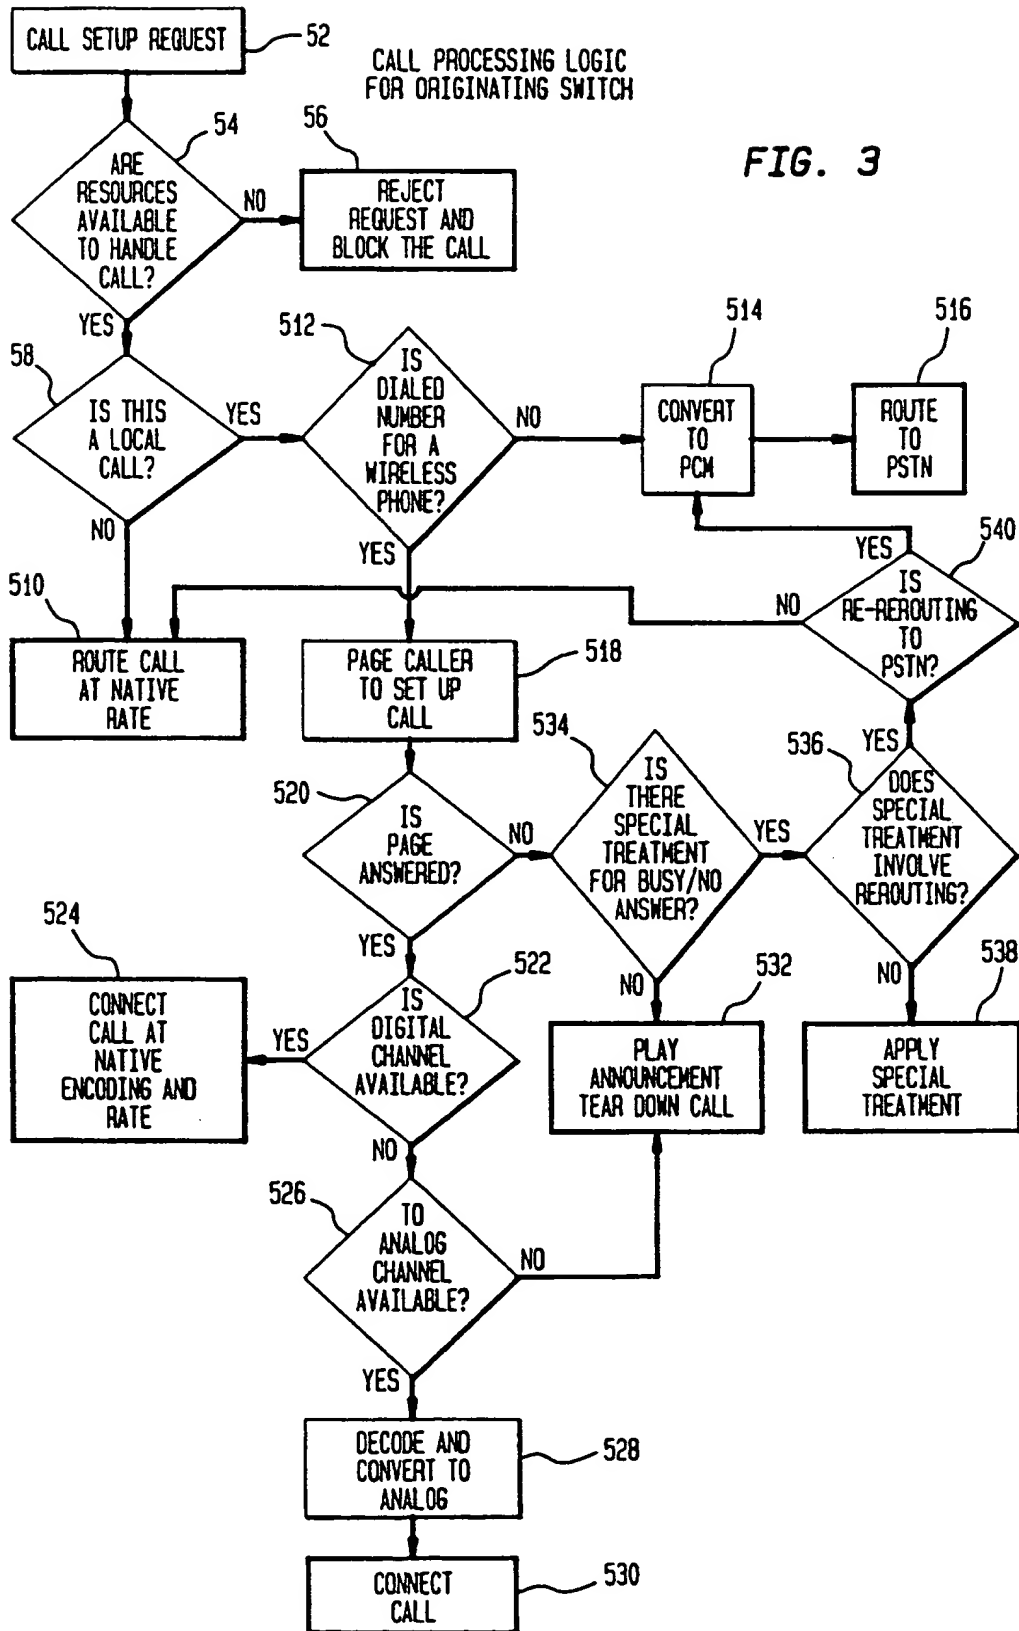 CALL SETUP REQUEST
52
CALL PROCESSING LOGIC
FOR ORIGINATING SWITCH
FIG. 3
54
ARE
RESOURCES
AVAILABLE
TO HANDLE
CALL?
NO
56
REJECT
REQUEST AND
BLOCK THE CALL
YES
58
IS THIS
A LOCAL
CALL?
YES
NO
512
IS
DIALED
NUMBER
FOR A
WIRELESS
PHONE?
NO
YES
514
CONVERT
TO
PCM
516
ROUTE
TO
PSTN
510
ROUTE CALL
AT NATIVE
RATE
540
YES
IS
RE-REROUTING
TO
PSTN?
NO
PAGE CALLER
TO SET UP
CALL
518
520
IS
PAGE
ANSWERED?
NO
YES
534
IS
THERE
SPECIAL
TREATMENT
FOR BUSY/NO
ANSWER?
YES
NO
536
YES
DOES
SPECIAL
TREATMENT
INVOLVE
REROUTING?
NO
524
CONNECT
CALL AT
NATIVE
ENCODING AND
RATE
522
IS
DIGITAL
CHANNEL
AVAILABLE?
YES
NO
532
PLAY
ANNOUNCEMENT
TEAR DOWN CALL
538
APPLY
SPECIAL
TREATMENT
526
TO
ANALOG
CHANNEL
AVAILABLE?
NO
YES
DECODE AND
CONVERT TO
ANALOG
528
CONNECT
CALL
530